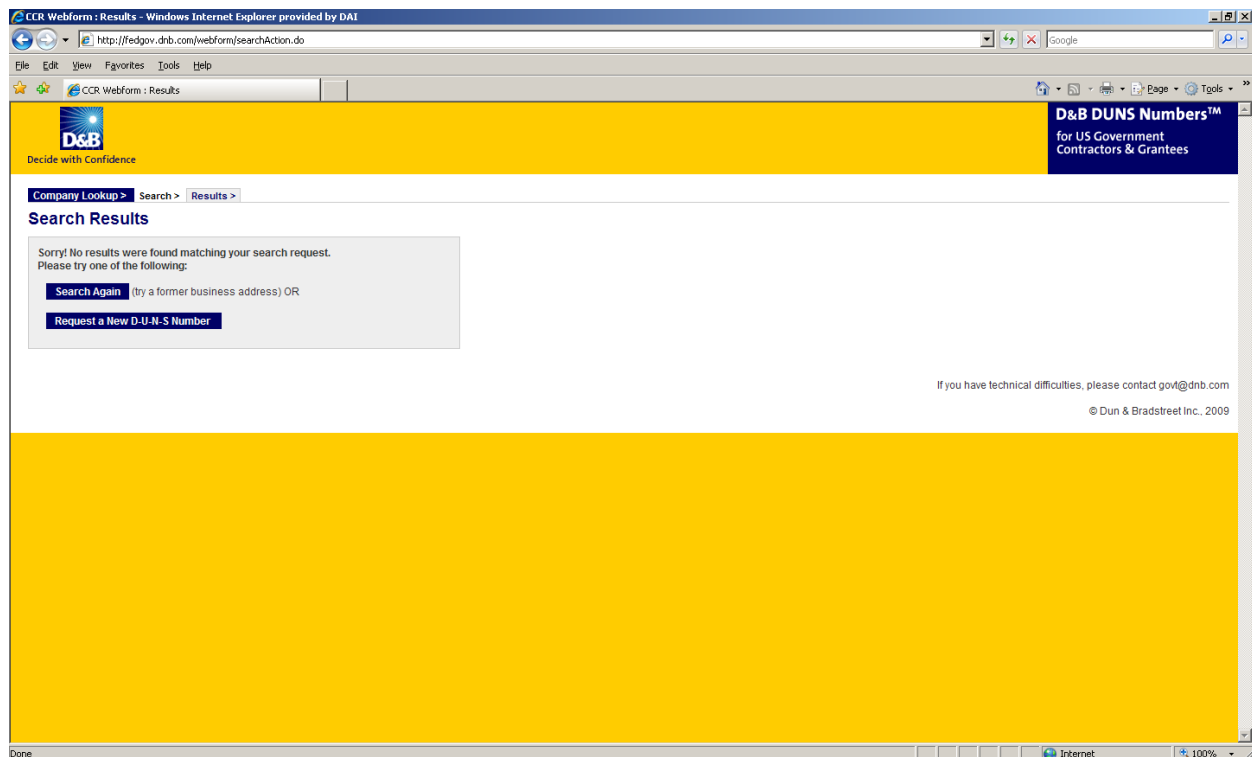 CCR Webform : Results - Windows Internet Explorer provided by DAI
http://fedgov.dnb.com/webform/searchAction.do
Google
File Edit View Favorites Tools Help
CCR Webform : Results
Page Tools
D&B
Decide with Confidence
D&B DUNS Numbers™
for US Government
Contractors & Grantees
Company Lookup > Search > Results >
Search Results
Sorry! No results were found matching your search request.
Please try one of the following:
Search Again (try a former business address) OR
Request a New D-U-N-S Number
If you have technical difficulties, please contact govt@dnb.com
© Dun & Bradstreet Inc., 2009
Done Internet 100%